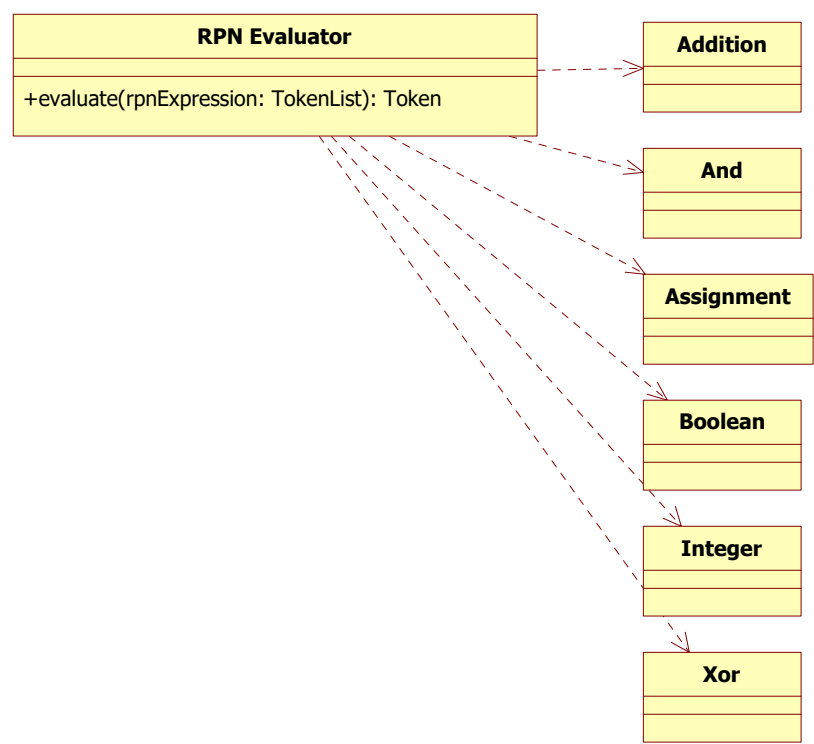 RPN Evaluator
+evaluate(rpnExpression: TokenList): Token
Addition
And
Assignment
Boolean
Integer
Xor